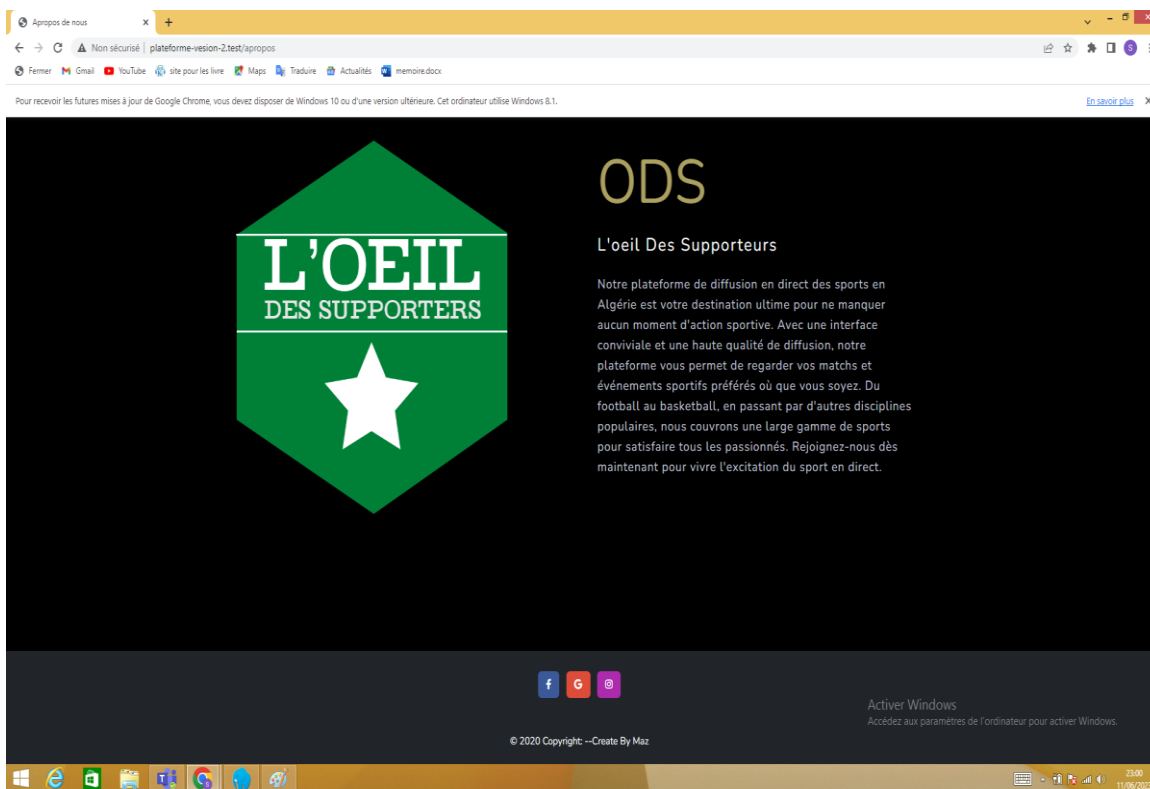 Apropos de nous
Non sécurisé
plateforme-vesion-2.test/apropos
S
Fermer
Gmail
YouTube
site pour les livre
Maps
Traduire
Actualités
memoire.docx
Pour recevoir les futures mises à jour de Google Chrome, vous devez disposer de Windows 10 ou d'une version ultérieure. Cet ordinateur utilise Windows 8.1.
En savoir plus
L'OEIL
DES SUPPORTERS
ODS
L'oeil Des Supporteurs
Notre plateforme de diffusion en direct des sports en
Algérie est votre destination ultime pour ne manquer
aucun moment d'action sportive. Avec une interface
conviviale et une haute qualité de diffusion, notre
plateforme vous permet de regarder vos matchs et
événements sportifs préférés où que vous soyez. Du
football au basketball, en passant par d'autres disciplines
populaires, nous couvrons une large gamme de sports
pour satisfaire tous les passionnés. Rejoignez-nous dès
maintenant pour vivre l'excitation du sport en direct.
Activer Windows
Accédez aux paramètres de l'ordinateur pour activer Windows.
© 2020 Copyright: --Create By Maz
23:00